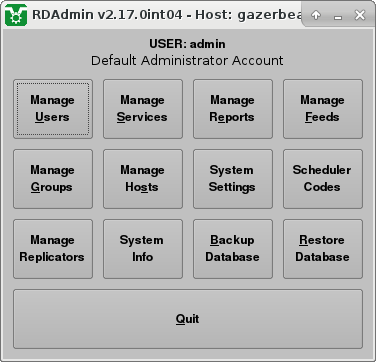 RDAdmin v2.17.0int04 - Host: gazerbea
USER: admin
Default Administrator Account
Manage Users
Manage Services
Manage Reports
Manage Feeds
Manage Groups
Manage Hosts
System Settings
Scheduler Codes
Manage Replicators
System Info
Backup Database
Restore Database
Quit